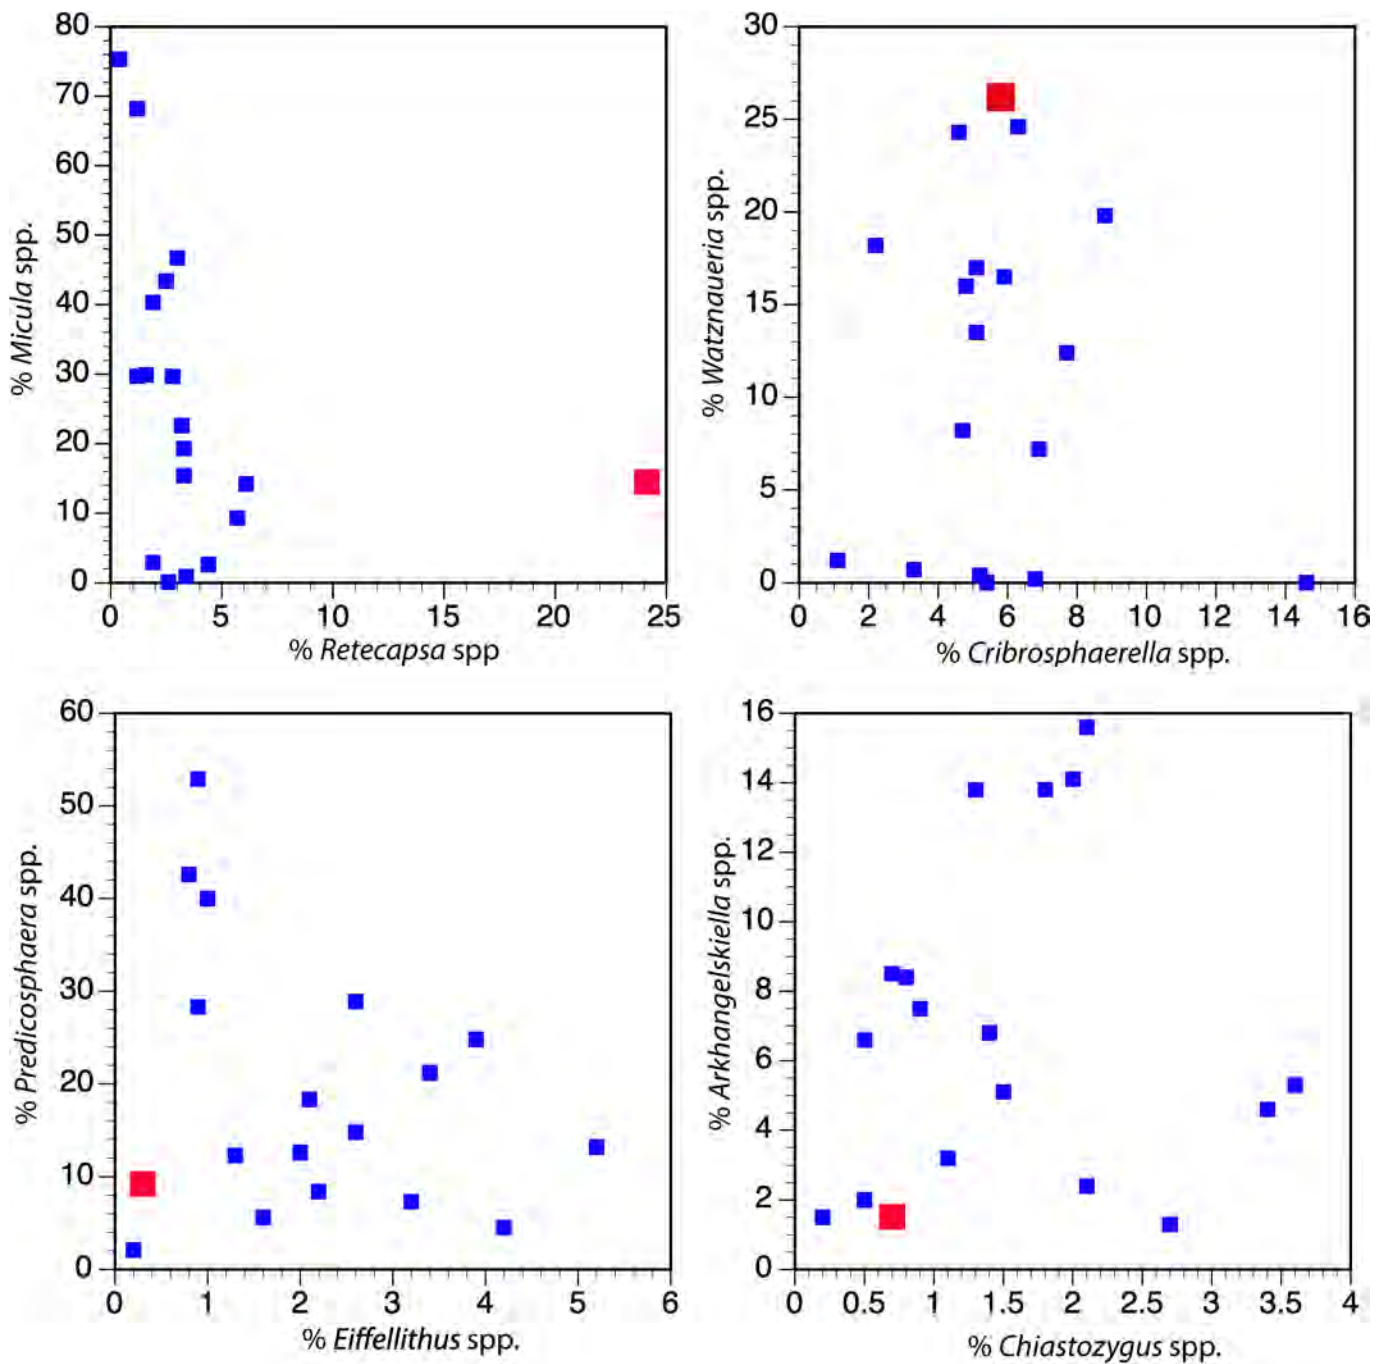 80
70
60
50
40
30
20
10
0
% Micula spp.
0 5 10 15 20 25
% Retecapsa spp
30
25
20
15
10
5
0
% Watznaueria spp.
0 2 4 6 8 10 12 14 16
% Cribrosphaerella spp.
60
50
40
30
20
10
0
% Predicosphaera spp.
0 1 2 3 4 5 6
% Eiffellithus spp.
16
14
12
10
8
6
4
2
0
% Arkhangelskiella spp.
0 0.5 1 1.5 2 2.5 3 3.5 4
% Chiastozygus spp.